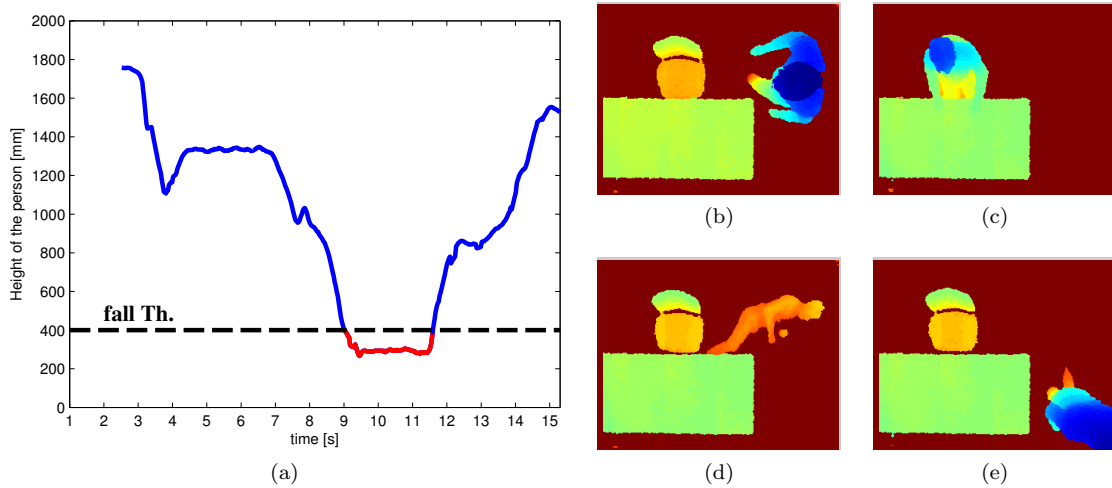 2000
1800
1600
1400
1200
1000
800
600
400
200
0
Height of the person [mm]
fall Th.
1 2 3 4 5 6 7 8 9 10 11 12 13 14 15
time [s]
(a)
(b)
(c)
(d)
(e)